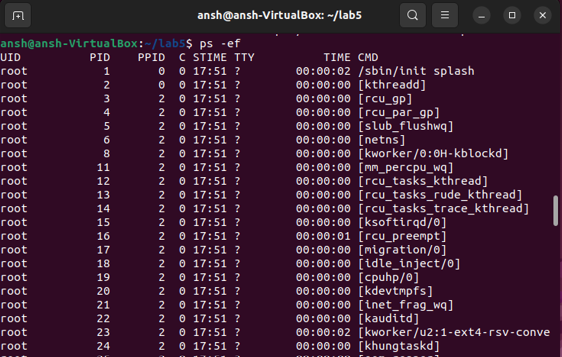 ansh@ansh-VirtualBox: ~/lab5
ansh@ansh-VirtualBox:~/lab5$ ps -ef
UID PID PPID C STIME TTY TIME CMD
root 1 0 0 17:51 ? 00:00:02 /sbin/init splash
root 2 0 0 17:51 ? 00:00:00 [kthreadd]
root 3 2 0 17:51 ? 00:00:00 [rcu_gp]
root 4 2 0 17:51 ? 00:00:00 [rcu_par_gp]
root 5 2 0 17:51 ? 00:00:00 [slub_flushwq]
root 6 2 0 17:51 ? 00:00:00 [netns]
root 8 2 0 17:51 ? 00:00:00 [kworker/0:0H-kblockd]
root 11 2 0 17:51 ? 00:00:00 [mm_percpu_wq]
root 12 2 0 17:51 ? 00:00:00 [rcu_tasks_kthread]
root 13 2 0 17:51 ? 00:00:00 [rcu_tasks_rude_kthread]
root 14 2 0 17:51 ? 00:00:00 [rcu_tasks_trace_kthread]
root 15 2 0 17:51 ? 00:00:00 [ksoftirqd/0]
root 16 2 0 17:51 ? 00:00:01 [rcu_preempt]
root 17 2 0 17:51 ? 00:00:00 [migration/0]
root 18 2 0 17:51 ? 00:00:00 [idle_inject/0]
root 19 2 0 17:51 ? 00:00:00 [cpuhp/0]
root 20 2 0 17:51 ? 00:00:00 [kdevtmpfs]
root 21 2 0 17:51 ? 00:00:00 [inet_frag_wq]
root 22 2 0 17:51 ? 00:00:00 [kauditd]
root 23 2 0 17:51 ? 00:00:02 [kworker/u2:1-ext4-rsv-conve
root 24 2 0 17:51 ? 00:00:00 [khungtaskd]